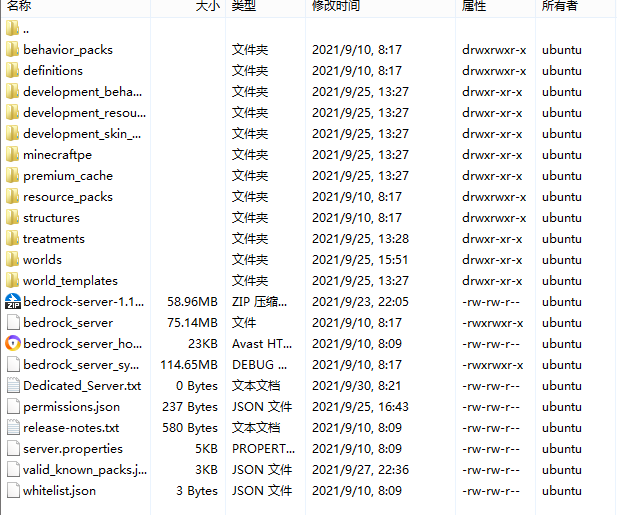 名称 大小 类型 修改时间 属性 所有者
..
behavior_packs 文件夹 2021/9/10, 8:17 drwxrwxr-x ubuntu
definitions 文件夹 2021/9/10, 8:17 drwxrwxr-x ubuntu
development_beha... 文件夹 2021/9/25, 13:27 drwxr-xr-x ubuntu
development_resou... 文件夹 2021/9/25, 13:27 drwxr-xr-x ubuntu
development_skin_... 文件夹 2021/9/25, 13:27 drwxr-xr-x ubuntu
minecraftpe 文件夹 2021/9/25, 13:27 drwxr-xr-x ubuntu
premium_cache 文件夹 2021/9/25, 13:27 drwxr-xr-x ubuntu
resource_packs 文件夹 2021/9/10, 8:17 drwxrwxr-x ubuntu
structures 文件夹 2021/9/10, 8:17 drwxrwxr-x ubuntu
treatments 文件夹 2021/9/25, 13:28 drwxr-xr-x ubuntu
worlds 文件夹 2021/9/25, 15:51 drwxr-xr-x ubuntu
world_templates 文件夹 2021/9/25, 13:27 drwxr-xr-x ubuntu
ZIP bedrock-server-1.1... 58.96MB ZIP 压缩... 2021/9/23, 22:05 -rw-rw-r-- ubuntu
bedrock_server 75.14MB 文件 2021/9/10, 8:17 -rwxrwxr-x ubuntu
bedrock_server_ho... 23KB Avast HT... 2021/9/10, 8:09 -rw-rw-r-- ubuntu
bedrock_server_sy... 114.65MB DEBUG ... 2021/9/10, 8:17 -rwxrwxr-x ubuntu
Dedicated_Server.txt 0 Bytes 文本文档 2021/9/30, 8:21 -rw-rw-r-- ubuntu
permissions.json 237 Bytes JSON 文件 2021/9/25, 16:43 -rw-rw-r-- ubuntu
release-notes.txt 580 Bytes 文本文档 2021/9/10, 8:09 -rw-rw-r-- ubuntu
server.properties 5KB PROPERT... 2021/9/10, 8:09 -rw-rw-r-- ubuntu
valid_known_packs.j... 3KB JSON 文件 2021/9/27, 22:36 -rw-rw-r-- ubuntu
whitelist.json 3 Bytes JSON 文件 2021/9/10, 8:09 -rw-rw-r-- ubuntu